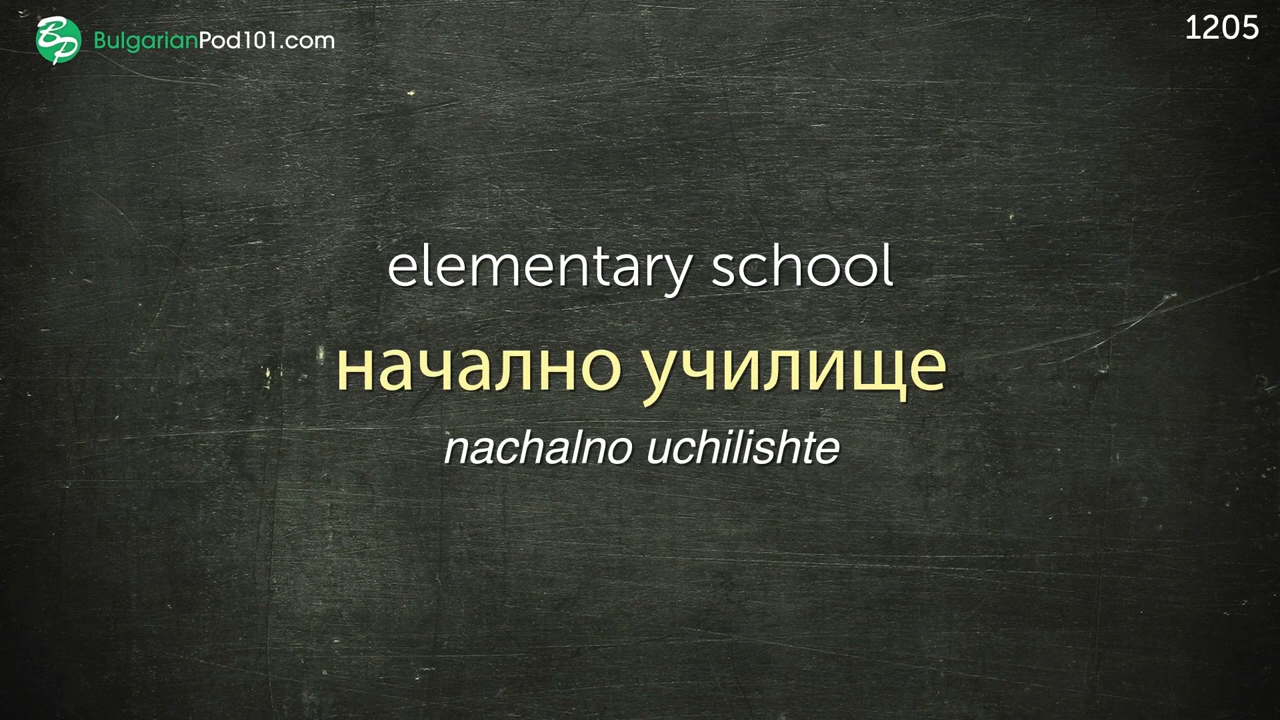 BulgarianPod101.com
1205
elementary school
начално училище
nachalno uchilishte